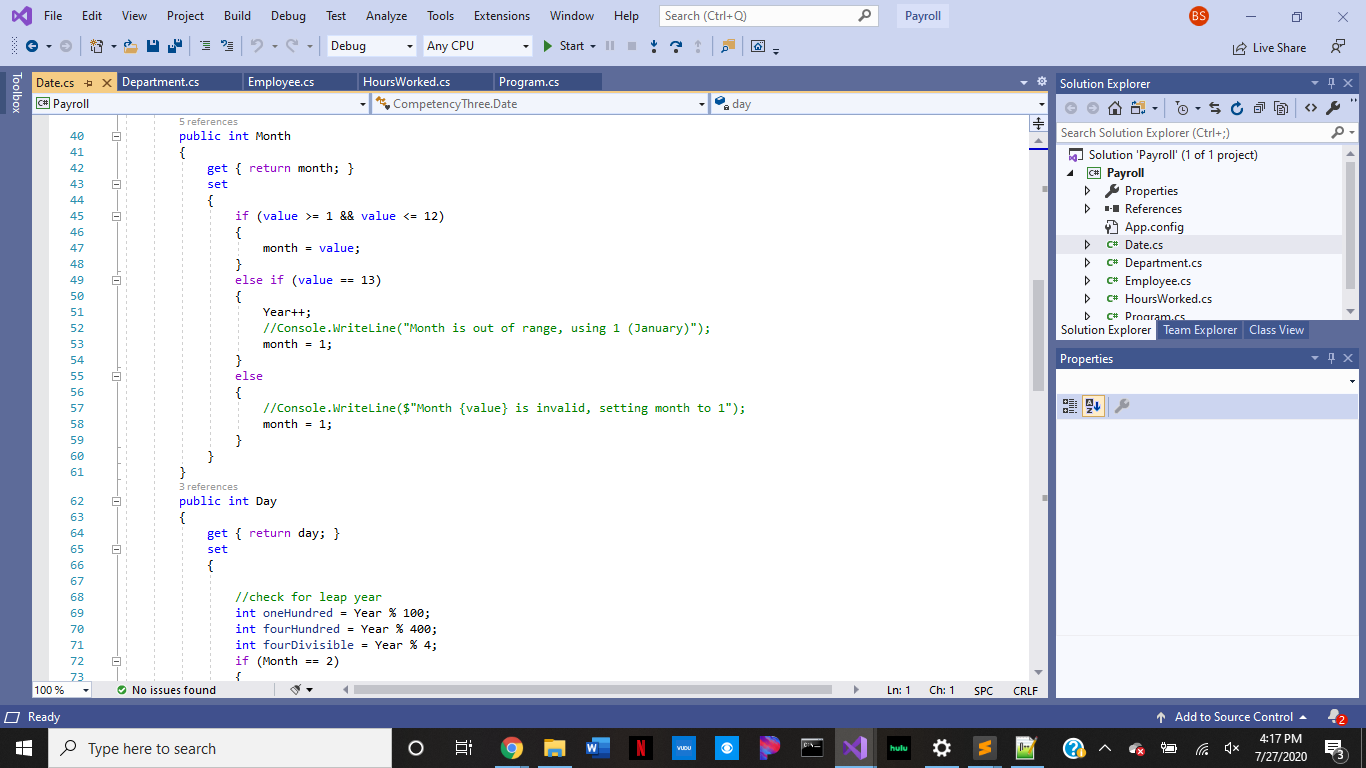 File Edit View Project Build Debug Test Analyze Tools Extensions Window Help Search (Ctrl+Q) Payroll BS
Debug Any CPU Start Live Share
Toolbox
Date.cs Department.cs Employee.cs HoursWorked.cs Program.cs
C# Payroll CompetencyThree.Date day
5 references
40 public int Month
41 {
42 get { return month; }
43 set
44 {
45 if (value >= 1 && value <= 12)
46 {
47 month = value;
48 }
49 else if (value == 13)
50 {
51 Year++;
52 //Console.WriteLine("Month is out of range, using 1 (January)");
53 month = 1;
54 }
55 else
56 {
57 //Console.WriteLine($"Month {value} is invalid, setting month to 1");
58 month = 1;
59 }
60 }
61 }
3 references
62 public int Day
63 {
64 get { return day; }
65 set
66 {
67
68 //check for leap year
69 int oneHundred = Year % 100;
70 int fourHundred = Year % 400;
71 int fourDivisible = Year % 4;
72 if (Month == 2)
73 {
100 % No issues found Ln: 1 Ch: 1 SPC CRLF
Solution Explorer
Search Solution Explorer (Ctrl+;)
Solution 'Payroll' (1 of 1 project)
C# Payroll
Properties
References
App.config
C# Date.cs
C# Department.cs
C# Employee.cs
C# HoursWorked.cs
C# Program.cs
Solution Explorer Team Explorer Class View
Properties
Ready Add to Source Control 2
Type here to search
W N VUDU hulu S
4:17 PM
7/27/2020
3